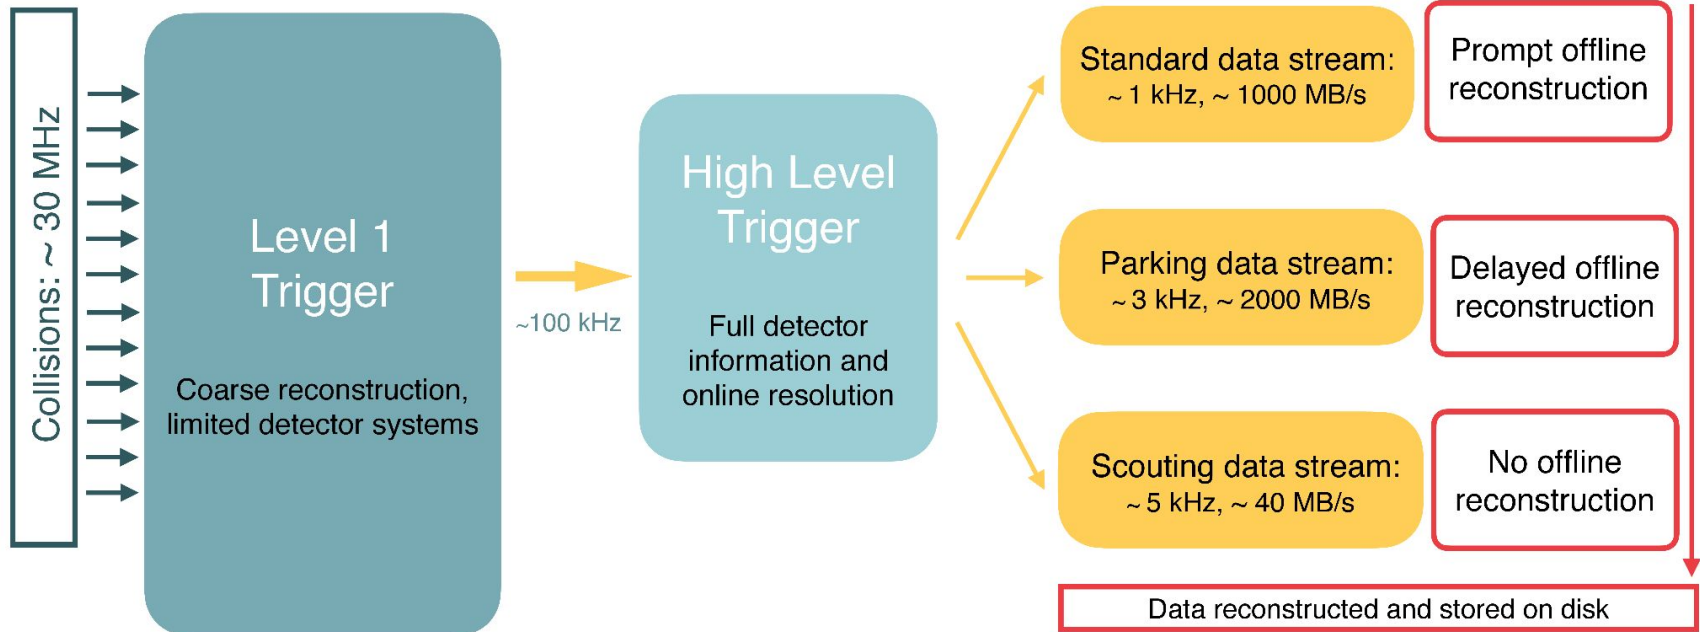 Collisions: ~ 30 MHz
Level 1
Trigger
Coarse reconstruction,
limited detector systems
~100 kHz
High Level
Trigger
Full detector
information and
online resolution
Standard data stream:
~ 1 kHz, ~ 1000 MB/s
Prompt offline
reconstruction
Parking data stream:
~ 3 kHz, ~ 2000 MB/s
Delayed offline
reconstruction
Scouting data stream:
~ 5 kHz, ~ 40 MB/s
No offline
reconstruction
Data reconstructed and stored on disk